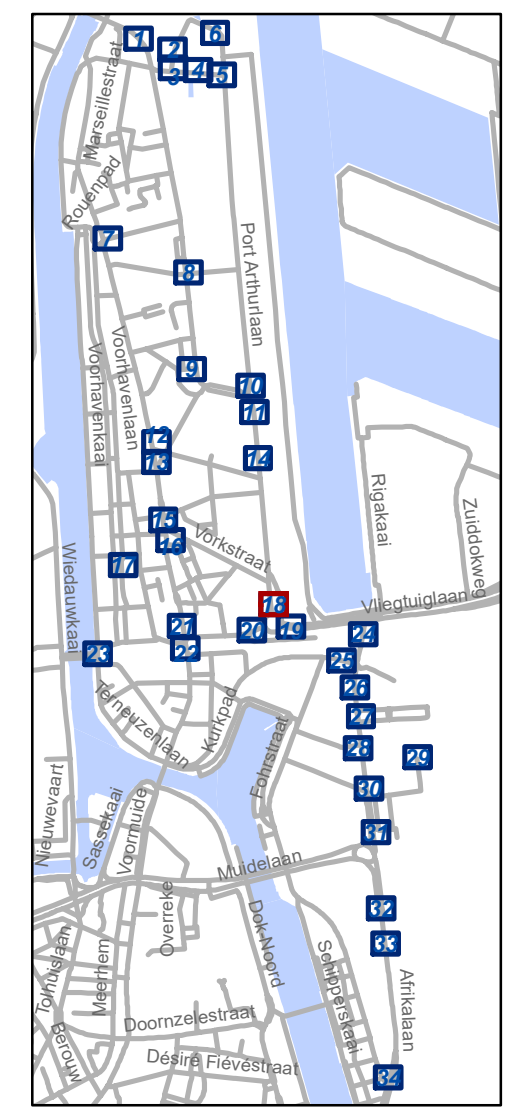 1
2
6
3
4
5
Marseillestraat
Rouenpad
7
8
Port Arthurlaan
Voorhavenlaan
Voorhavenkaai
9
10
11
12
13
14
Rigakaai
Zuiddokweg
15
16
Vorkstraat
17
Wiedauwkaai
18
Vliegtuiglaan
19
20
21
22
23
24
25
26
27
28
29
30
31
Terneuzenlaan
Kurkpad
Fohrstraat
Nieuwevaart
Sassekaai
Voormuide
Muidelaan
32
33
34
Overreke
Dok-Noord
Schipperskaai
Afrikalaan
Tolhuislaan
Meerhem
Berouw
Doornzelestraat
Désiré Fiévéstraat